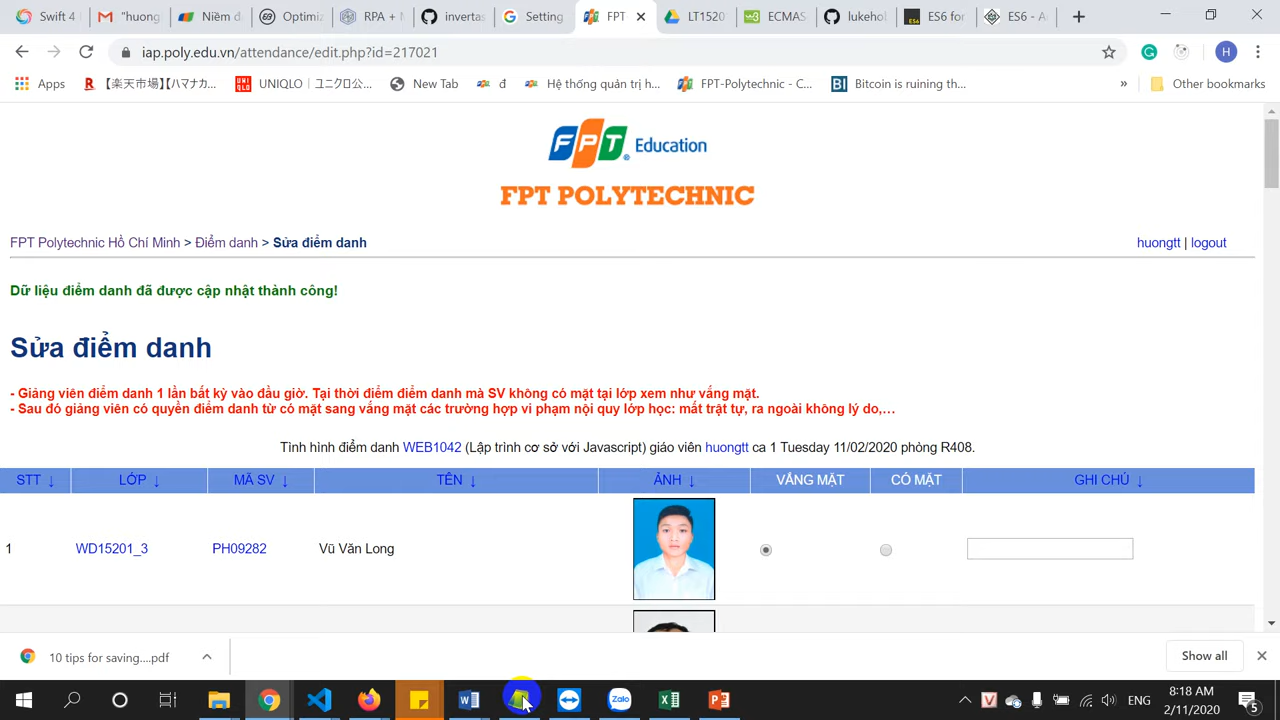 Swift 4
"huong
Niềm đ
Optimiz
RPA + M
invertas
Setting
FPT
LT152
ECMA
lukeho
ES6 for
ES6 - A
iap.poly.edu.vn/attendance/edit.php?id=217021
H
Apps
【楽天市場】【ハマナカ...
UNIQLO｜ユニクロ公...
New Tab
đ
Hệ thống quản trị h...
FPT-Polytechnic - C...
BI Bitcoin is ruining th...
»
Other bookmarks
FPT Education
FPT POLYTECHNIC
FPT Polytechnic Hồ Chí Minh > Điểm danh > Sửa điểm danh
huongtt | logout
Dữ liệu điểm danh đã được cập nhật thành công!
Sửa điểm danh
- Giảng viên điểm danh 1 lần bất kỳ vào đầu giờ. Tại thời điểm điểm danh mà SV không có mặt tại lớp xem như vắng mặt.
- Sau đó giảng viên có quyền điểm danh từ có mặt sang vắng mặt các trường hợp vi phạm nội quy lớp học: mất trật tự, ra ngoài không lý do,...
Tình hình điểm danh WEB1042 (Lập trình cơ sở với Javascript) giáo viên huongtt ca 1 Tuesday 11/02/2020 phòng R408.
STT ↓ LỚP ↓ MÃ SV ↓ TÊN ↓ ẢNH ↓ VẮNG MẶT CÓ MẶT GHI CHÚ ↓
1 WD15201_3 PH09282 Vũ Văn Long
10 tips for saving....pdf
Show all
Zalo
ENG
8:18 AM
2/11/2020
5